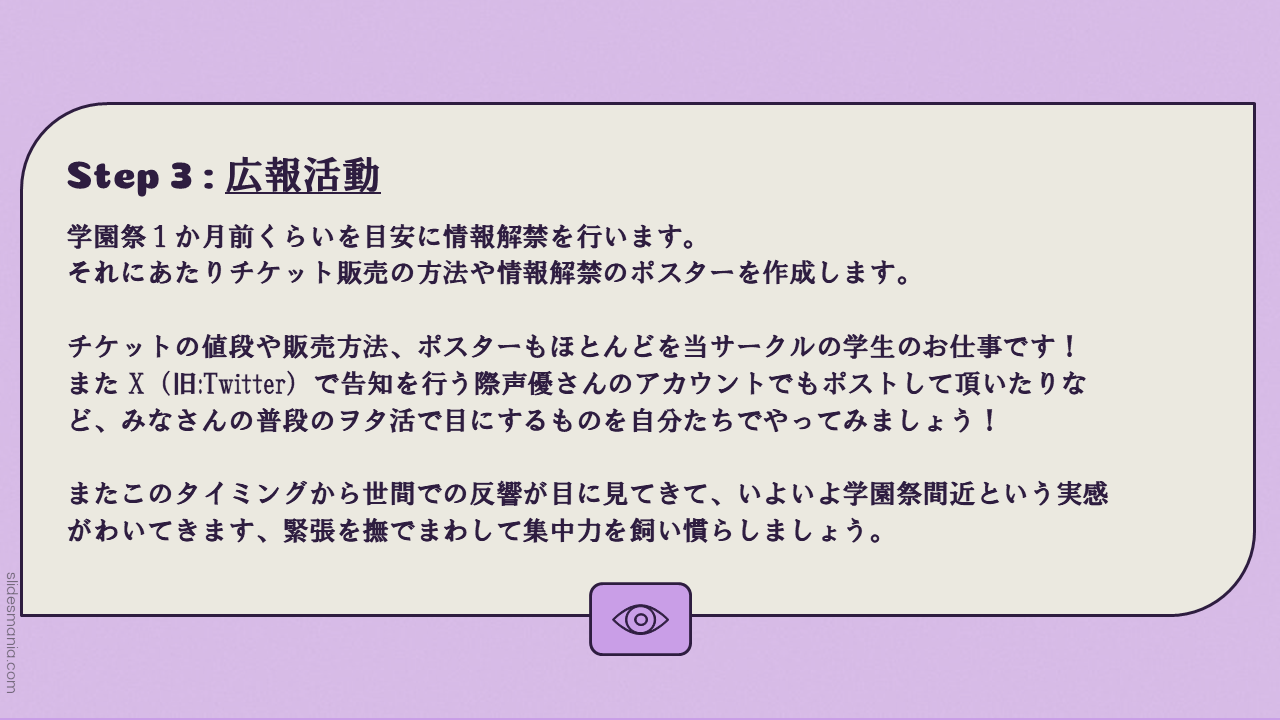 Step 3 : 広報活動
学園祭１か月前くらいを目安に情報解禁を行います。
それにあたりチケット販売の方法や情報解禁のポスターを作成します。
チケットの値段や販売方法、ポスターもほとんどを当サークルの学生のお仕事です！
また X（旧:Twitter）で告知を行う際声優さんのアカウントでもポストして頂いたりな
ど、みなさんの普段のヲタ活で目にするものを自分たちでやってみましょう！
またこのタイミングから世間での反響が目に見てきて、いよいよ学園祭間近という実感
がわいてきます、緊張を撫でまわして集中力を飼い慣らしましょう。
slidesmania.com